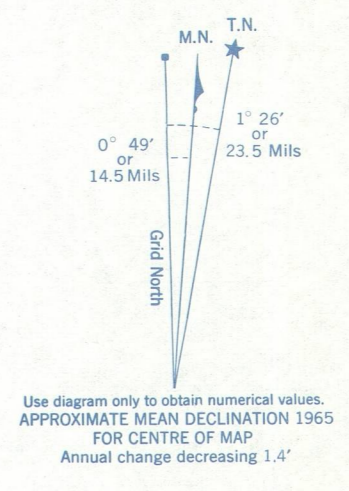 T.N.
M.N.
1° 26′
or
23.5 Mils
0° 49′
or
14.5 Mils
Grid North
Use diagram only to obtain numerical values.
APPROXIMATE MEAN DECLINATION 1965
FOR CENTRE OF MAP
Annual change decreasing 1.4′